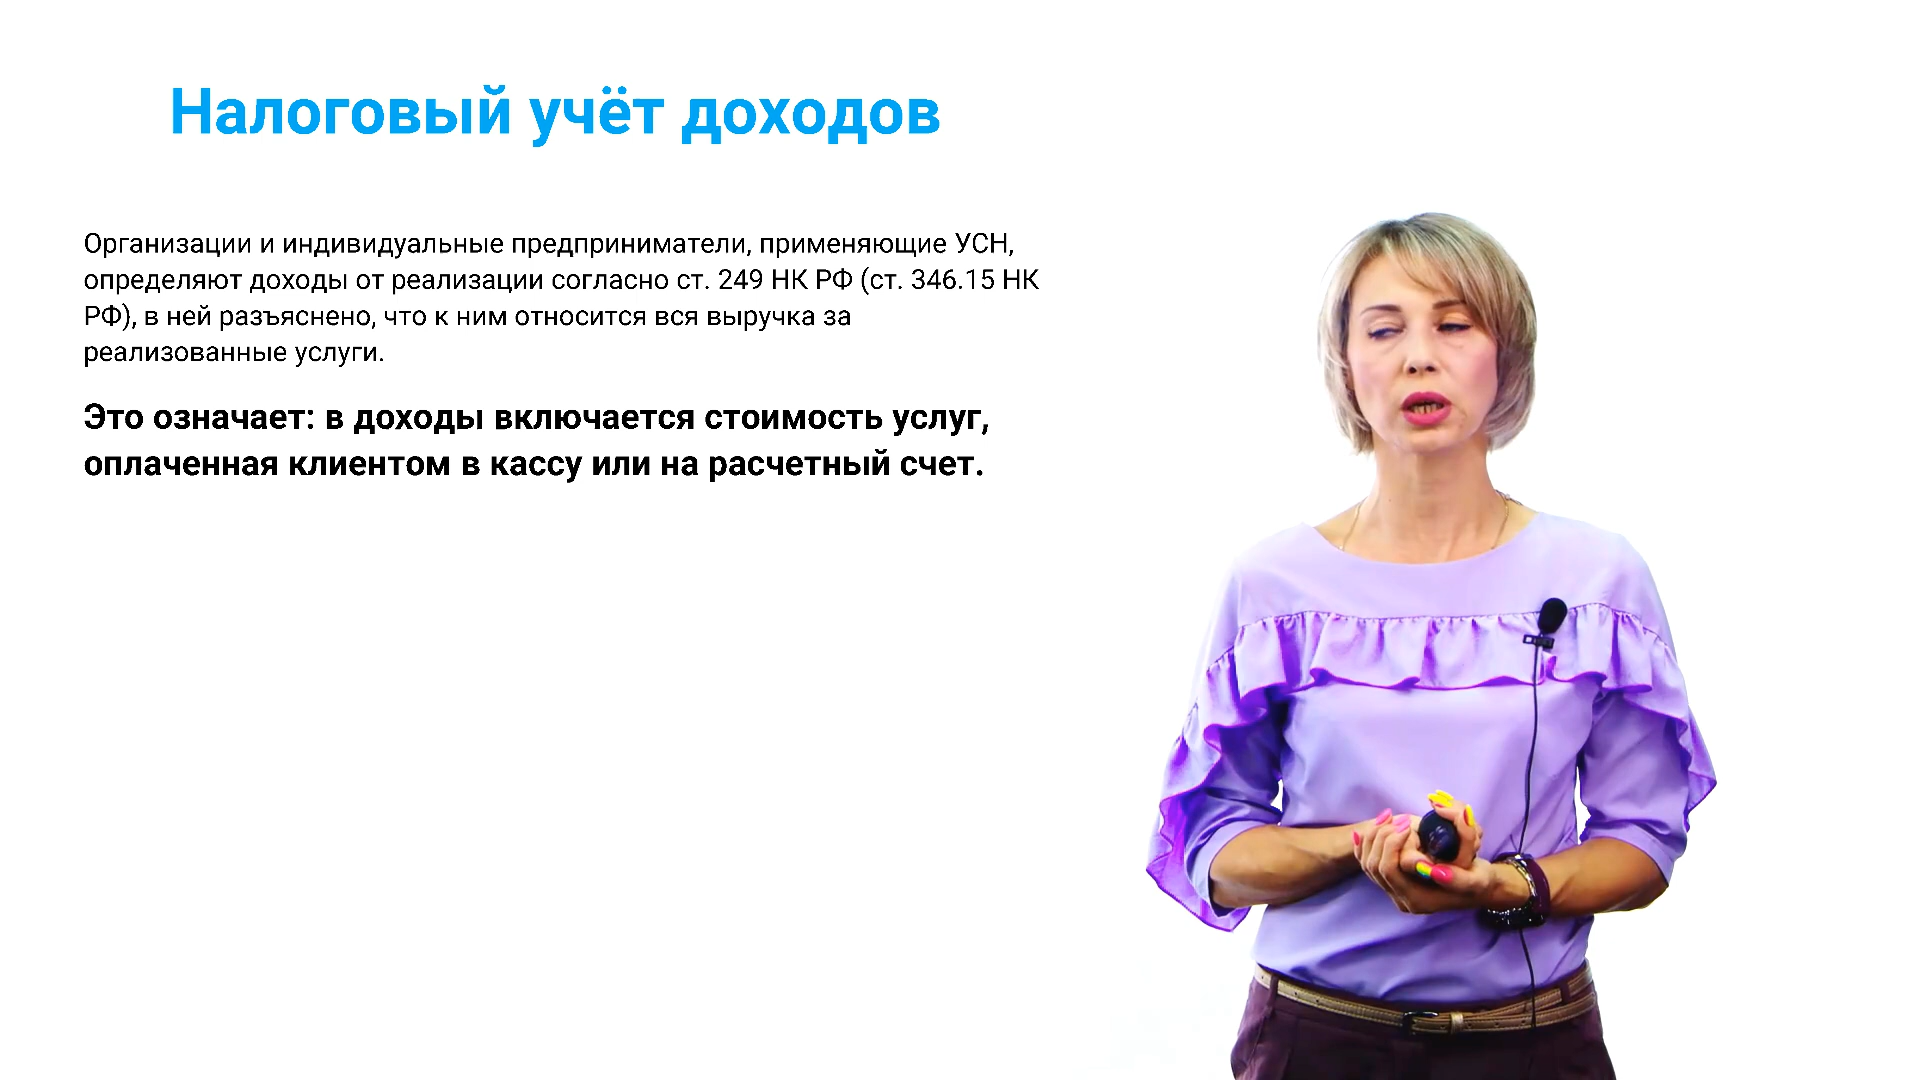 Налоговый учёт доходов
Организации и индивидуальные предприниматели, применяющие УСН,
определяют доходы от реализации согласно ст. 249 НК РФ (ст. 346.15 НК
РФ), в ней разъяснено, что к ним относится вся выручка за
реализованные услуги.
Это означает: в доходы включается стоимость услуг,
оплаченная клиентом в кассу или на расчетный счет.